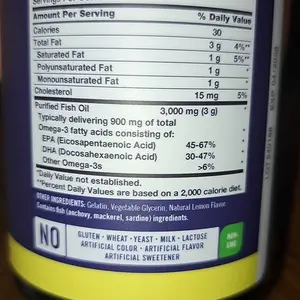 Amount Per Serving % Daily Value
Calories 30
Total Fat 3 g 4%**
Saturated Fat 1 g 5%**
Polyunsaturated Fat 1 g *
Monounsaturated Fat 1 g *
Cholesterol 15 mg 5%
Purified Fish Oil 3,000 mg (3 g) *
Typically delivering 900 mg of total
Omega-3 fatty acids consisting of:
EPA (Eicosapentaenoic Acid) 45-67%
DHA (Docosahexaenoic Acid) 30-47%
Other Omega-3s >6%
*Daily Value not established.
**Percent Daily Values are based on a 2,000 calorie diet.
OTHER INGREDIENTS: Gelatin, Vegetable Glycerin, Natural Lemon Flavor.
Contains fish (anchovy, mackerel, sardine) ingredients.
NO
GLUTEN • WHEAT • YEAST • MILK • LACTOSE
ARTIFICIAL COLOR • ARTIFICIAL FLAVOR
ARTIFICIAL SWEETENER
NON-
GMO